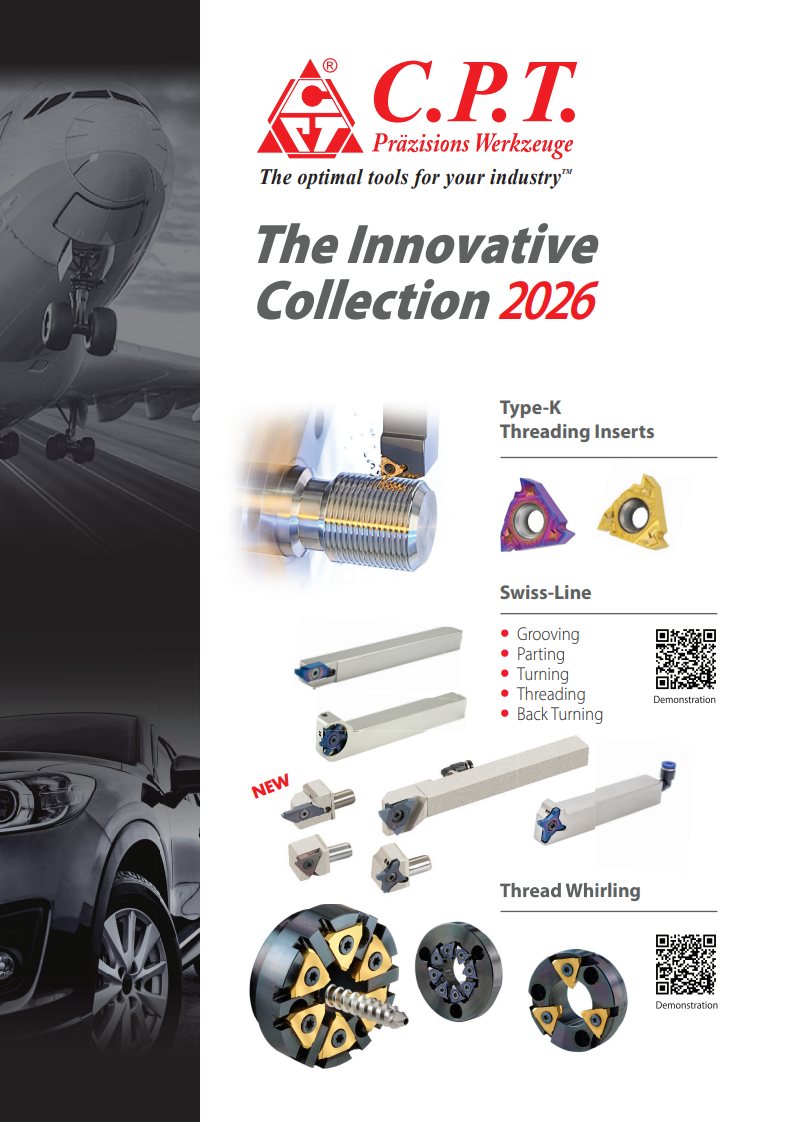 ®
C.P.T.
Präzisions Werkzeuge
The optimal tools for your industry™
The Innovative
Collection 2026
Type-K
Threading Inserts
Swiss-Line
• Grooving
• Parting
• Turning
• Threading
• Back Turning
Demonstration
NEW
Thread Whirling
Demonstration